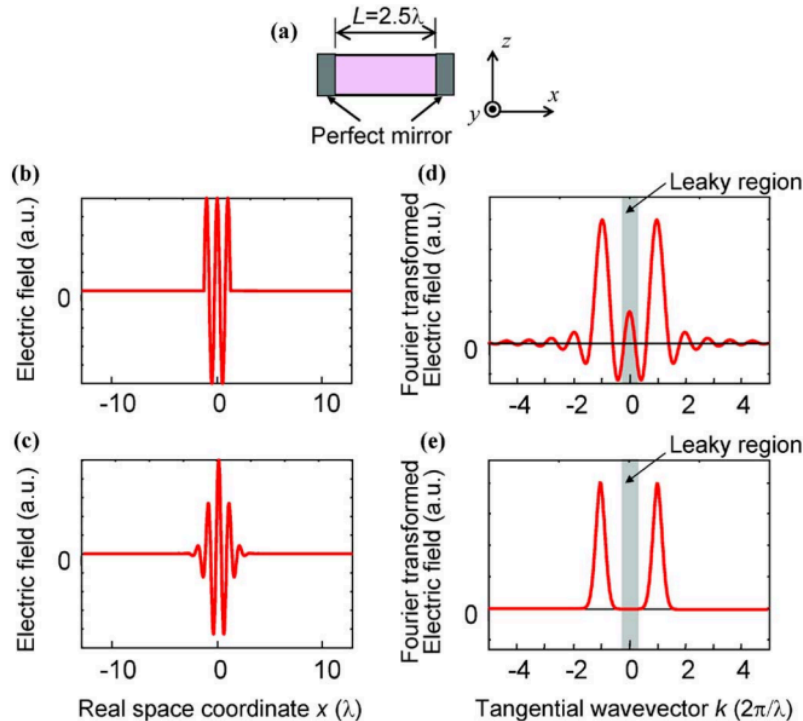 (a)
L=2.5λ
z
y
x
Perfect mirror
(b)
Electric field (a.u.)
0
-10
0
10
(d)
Leaky region
Fourier transformed
Electric field (a.u.)
0
-4
-2
0
2
4
(c)
Electric field (a.u.)
0
-10
0
10
Real space coordinate x (λ)
(e)
Leaky region
Fourier transformed
Electric field (a.u.)
0
-4
-2
0
2
4
Tangential wavevector k (2π/λ)